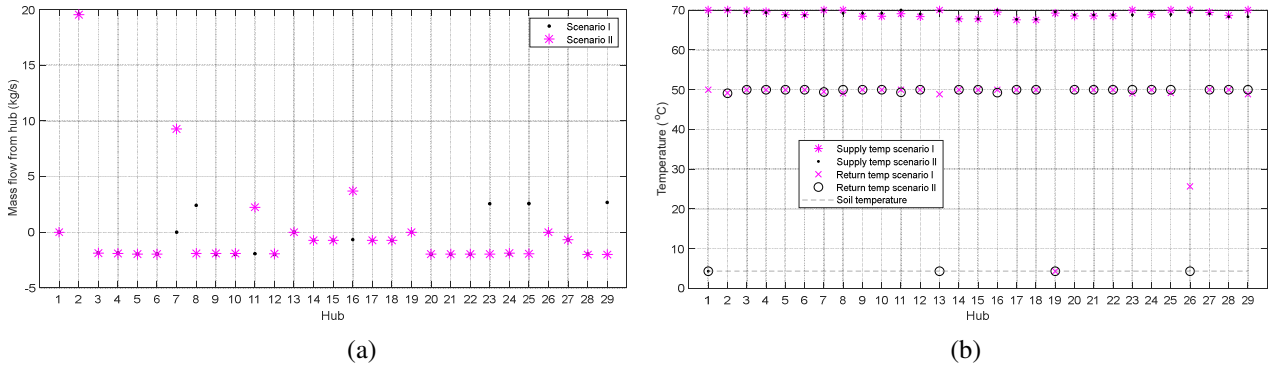 20
15
10
5
0
-5
Mass flow from hub (kg/s)
1 2 3 4 5 6 7 8 9 10 11 12 13 14 15 16 17 18 19 20 21 22 23 24 25 26 27 28 29
Hub
Scenario I
Scenario II
(a)
70
60
50
40
30
20
10
0
Temperature (°C)
1 2 3 4 5 6 7 8 9 10 11 12 13 14 15 16 17 18 19 20 21 22 23 24 25 26 27 28 29
Hub
Supply temp scenario I
Supply temp scenario II
Return temp scenario I
Return temp scenario II
Soil temperature
(b)